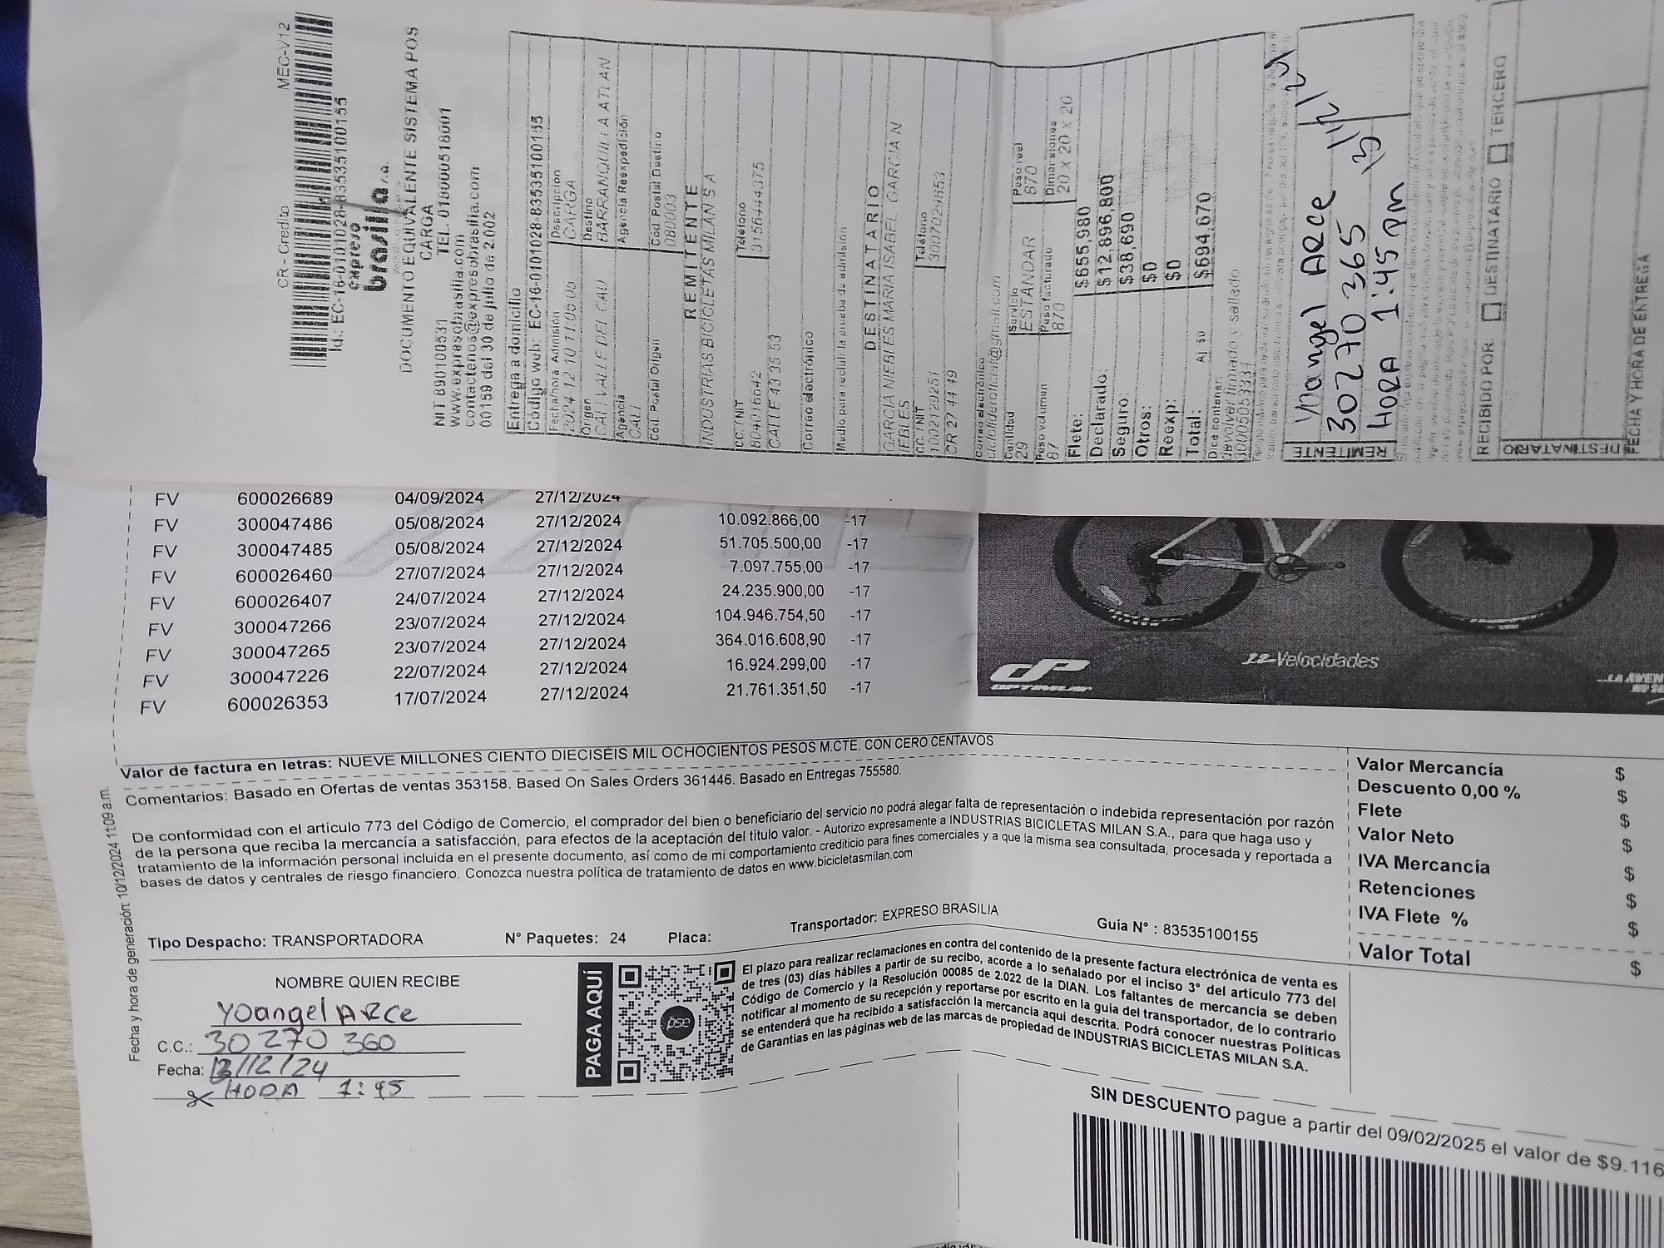 CR - Credito MEC-V12
Id.: EC-16-0101028-83535100155
expreso
brasilia s.a.
DOCUMENTO EQUIVALENTE SISTEMA POS
CARGA
NIT 890100531 TEL. 018000518001
www.expresobrasilia.com
contactenos@expresobrasilia.com
00159 del 30 de julio de 2.002
Entrega a domicilio
Código web: EC-16-0101028-83535100155
Fecha/hora Admisión Descripcion
2024-12-10 11:06:00 CARGA
Origen Destino
CALI VALLE DEL CAU BARRANQUILLA ATLAN
Agencia Agencia Reexpedición
CALI
Cod. Postal Origen Cod. Postal Destino
080003
REMITENTE
INDUSTRIAS BICICLETAS MILAN S A
CC. / NIT Teléfono
3156444375
Correo electrónico
Medio para recibir la prueba de admisión
DESTINATARIO
GARCIA NIEBLES MARIA ISABEL GARCIA N
IEBLES
CC. / NIT Teléfono
1002129251 3007029853
CR 27 44 49
Correo electrónico
Cantidad Servicio Peso real
29 ESTANDAR 870
Peso volumen Peso facturado Dimensiones
87 870 20 X 20 X 20
Flete: $655,980
Declarado: $12,896,800
Seguro: $38,690
Otros: $0
Reexp: $0
Total: Aj $0 $694,670
Dice contener:
devolver firmado y sellado
3000053331
REMITENTE
Yoangel ARce
30270365 13/12/24
HORA 1:45 pm
RECIBIDO POR: DESTINATARIO TERCERO
DESTINATARIO
FECHA Y HORA DE ENTREGA
FV 600026689 04/09/2024 27/12/2024
FV 300047486 05/08/2024 27/12/2024 10.092.866,00 -17
FV 300047485 05/08/2024 27/12/2024 51.705.500,00 -17
FV 600026460 27/07/2024 27/12/2024 7.097.755,00 -17
FV 600026407 24/07/2024 27/12/2024 24.235.900,00 -17
FV 300047266 23/07/2024 27/12/2024 104.946.754,50 -17
FV 300047265 23/07/2024 27/12/2024 364.016.608,90 -17
FV 300047226 22/07/2024 27/12/2024 16.924.299,00 -17
FV 600026353 17/07/2024 27/12/2024 21.761.351,50 -17
12-Velocidades
OPTIMUS
...LA AVEN
Valor de factura en letras: NUEVE MILLONES CIENTO DIECISÉIS MIL OCHOCIENTOS PESOS M.CTE. CON CERO CENTAVOS
Comentarios: Basado en Ofertas de ventas 353158. Based On Sales Orders 361446. Basado en Entregas 755580.
De conformidad con el artículo 773 del Código de Comercio, el comprador del bien o beneficiario del servicio no podrá alegar falta de representación o indebida representación por razón
de la persona que reciba la mercancía a satisfacción, para efectos de la aceptación del título valor. - Autorizo expresamente a INDUSTRIAS BICICLETAS MILAN S.A., para que haga uso y
tratamiento de la información personal incluida en el presente documento, así como de mi comportamiento crediticio para fines comerciales y a que la misma sea consultada, procesada y reportada a
bases de datos y centrales de riesgo financiero. Conozca nuestra política de tratamiento de datos en www.bicicletasmilan.com
Valor Mercancía $
Descuento 0,00 % $
Flete $
Valor Neto $
IVA Mercancía $
Retenciones $
IVA Flete % $
Valor Total $
Fecha y hora de generación: 10/12/2024 11:09 a.m.
Tipo Despacho: TRANSPORTADORA N° Paquetes: 24 Placa: Transportador: EXPRESO BRASILIA Guía N° : 83535100155
NOMBRE QUIEN RECIBE
YoangelARce
C.C.: 30270360
Fecha: 13/12/24
HORA 1:45
PAGA AQUÍ
pse
El plazo para realizar reclamaciones en contra del contenido de la presente factura electrónica de venta es
de tres (03) días hábiles a partir de su recibo, acorde a lo señalado por el inciso 3° del artículo 773 del
Código de Comercio y la Resolución 00085 de 2.022 de la DIAN. Los faltantes de mercancía se deben
notificar al momento de su recepción y reportarse por escrito en la guía del transportador, de lo contrario
se entenderá que ha recibido a satisfacción la mercancía aquí descrita. Podrá conocer nuestras Políticas
de Garantías en las páginas web de las marcas de propiedad de INDUSTRIAS BICICLETAS MILAN S.A.
SIN DESCUENTO pague a partir del 09/02/2025 el valor de $9.116